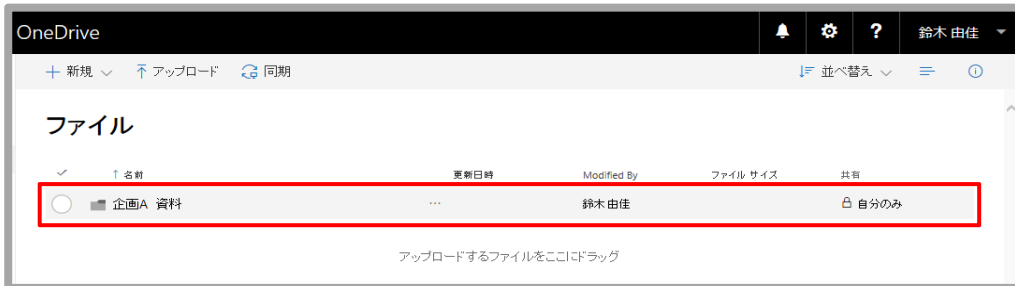 OneDrive ? 鈴木 由佳
新規 アップロード 同期 並べ替え
ファイル
名前 更新日時 Modified By ファイル サイズ 共有
企画A 資料 ... 鈴木 由佳 自分のみ
アップロードするファイルをここにドラッグ